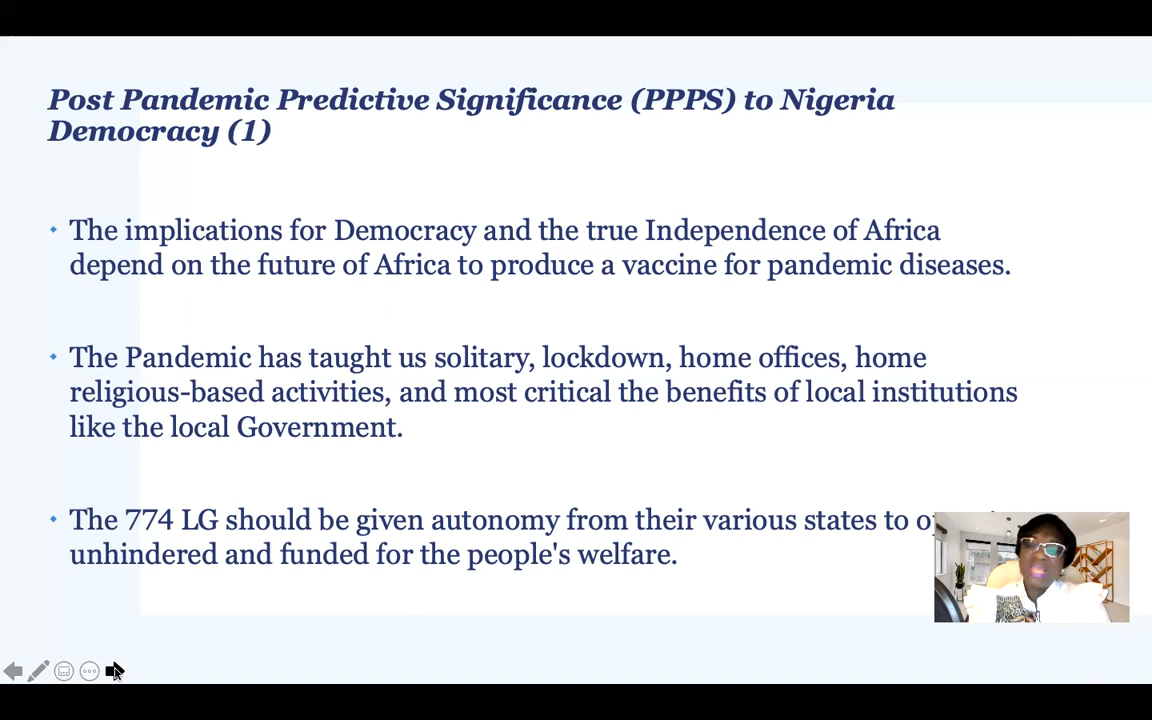 Post Pandemic Predictive Significance (PPPS) to Nigeria
Democracy (1)
The implications for Democracy and the true Independence of Africa
depend on the future of Africa to produce a vaccine for pandemic diseases.
The Pandemic has taught us solitary, lockdown, home offices, home
religious-based activities, and most critical the benefits of local institutions
like the local Government.
The 774 LG should be given autonomy from their various states to
unhindered and funded for the people's welfare.